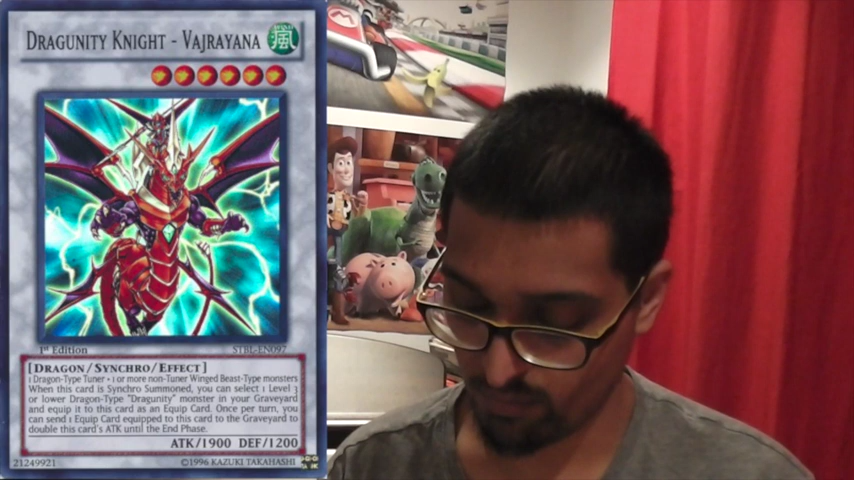 DRAGUNITY KNIGHT - VAJRAYANA
WIND
風
1st Edition
STBL-EN097
[DRAGON/SYNCHRO/EFFECT]
1 Dragon-Type Tuner + 1 or more non-Tuner Winged Beast-Type monsters
When this card is Synchro Summoned, you can select 1 Level 3
or lower Dragon-Type "Dragunity" monster in your Graveyard
and equip it to this card as an Equip Card. Once per turn, you
can send 1 Equip Card equipped to this card to the Graveyard to
double this card's ATK until the End Phase.
ATK/1900 DEF/1200
21249921
©1996 KAZUKI TAKAHASHI